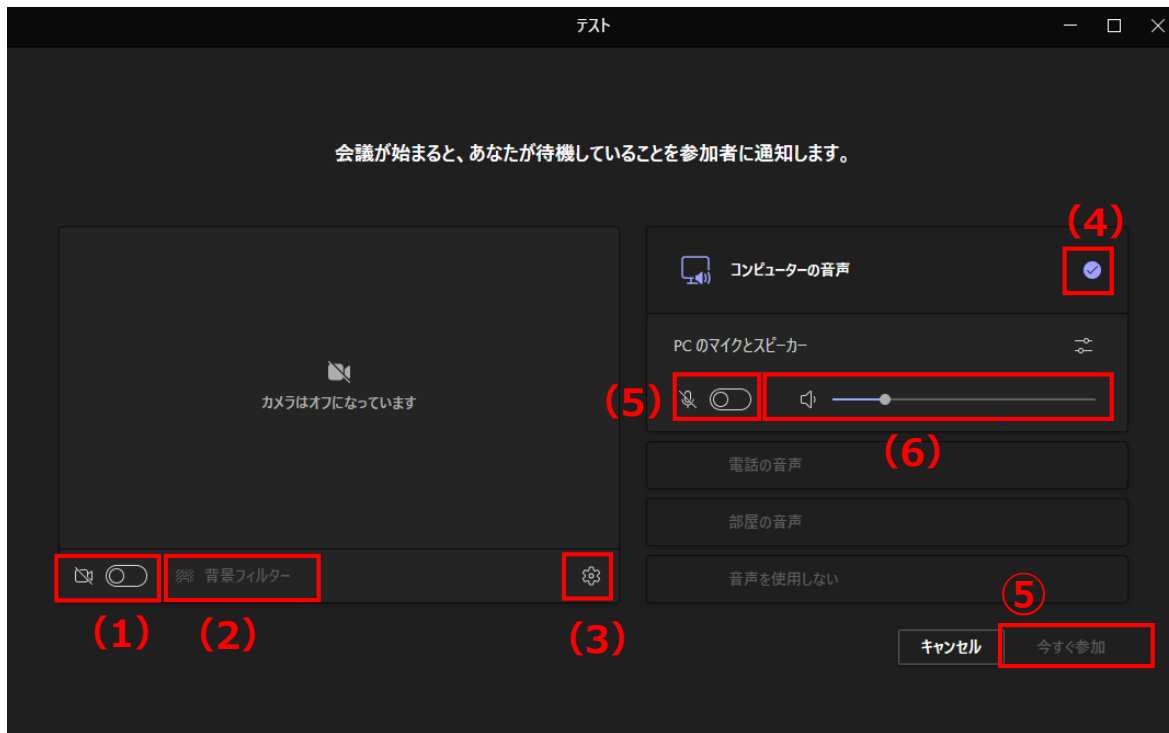 テスト
会議が始まると、あなたが待機していることを参加者に通知します。
(4)
コンピューターの音声
PC のマイクとスピーカー
カメラはオフになっています
(5)
(6)
電話の音声
部屋の音声
背景フィルター
音声を使用しない
(1)
(2)
(3)
⑤
キャンセル
今すぐ参加